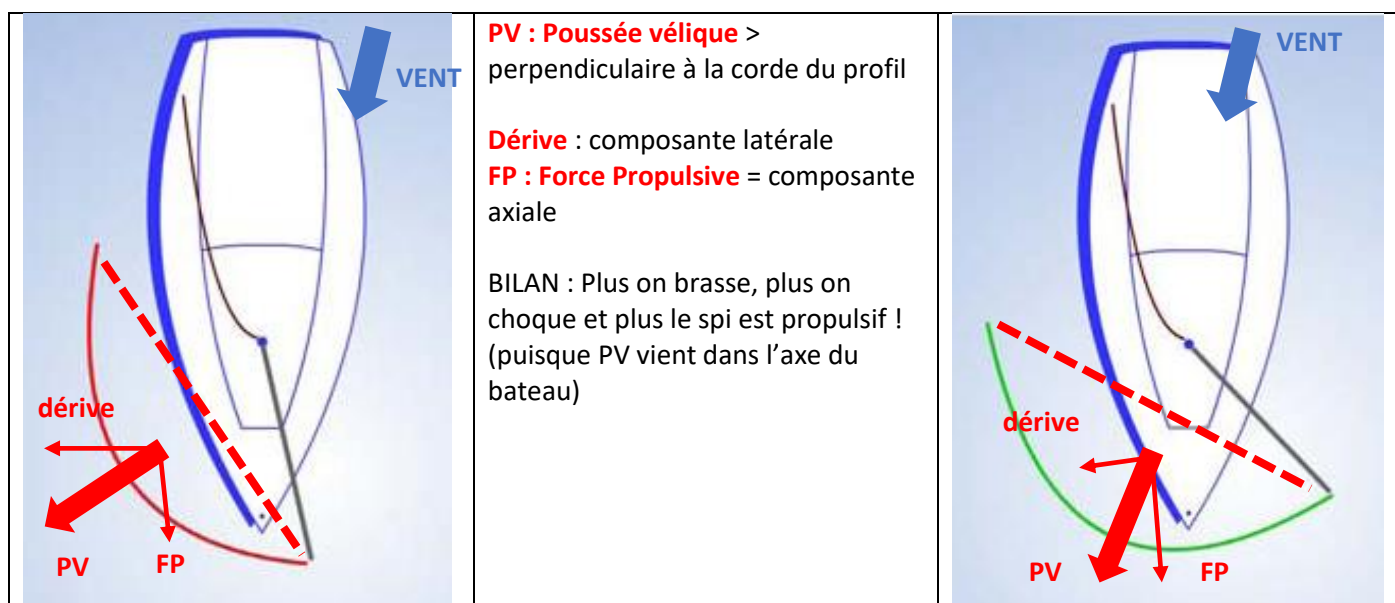 VENT
dérive
PV
FP
PV : Poussée vélique >
perpendiculaire à la corde du profil
Dérive : composante latérale
FP : Force Propulsive = composante
axiale
BILAN : Plus on brasse, plus on
choque et plus le spi est propulsif !
(puisque PV vient dans l’axe du
bateau)
VENT
dérive
PV
FP